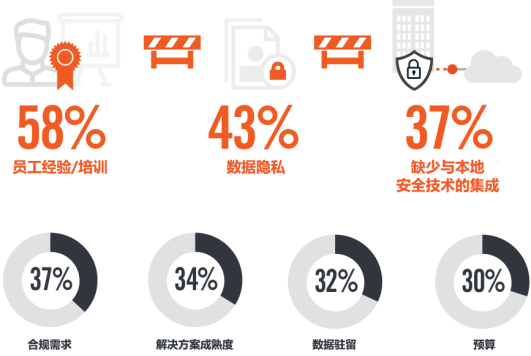 58%
员工经验/培训
43%
数据隐私
37%
缺少与本地
安全技术的集成
37%
合规需求
34%
解决方案成熟度
32%
数据驻留
30%
预算